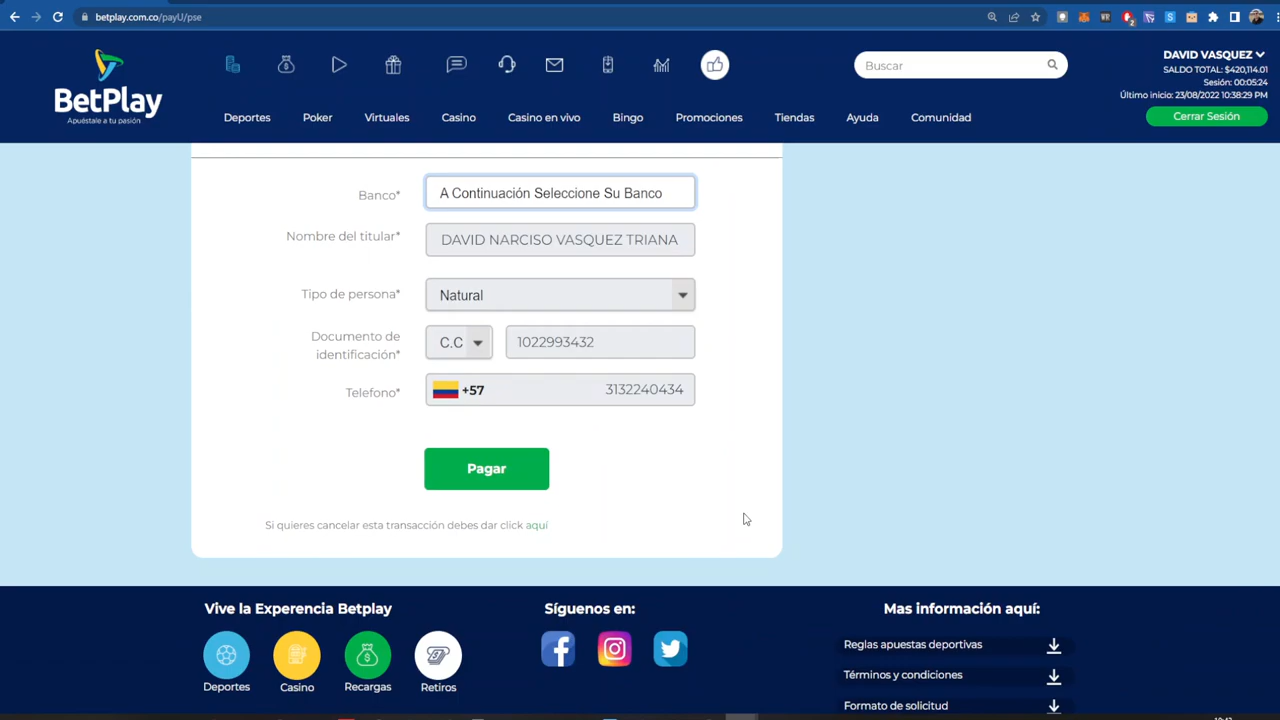 betplay.com.co/payU/pse
BetPlay
Apuéstale a tu pasión
Buscar
DAVID VASQUEZ
SALDO TOTAL: $420,114.01
Sesión: 00:05:24
Último inicio: 23/08/2022 10:38:29 PM
Cerrar Sesión
Deportes
Poker
Virtuales
Casino
Casino en vivo
Bingo
Promociones
Tiendas
Ayuda
Comunidad
Banco*
A Continuación Seleccione Su Banco
Nombre del titular*
DAVID NARCISO VASQUEZ TRIANA
Tipo de persona*
Natural
Documento de
identificación*
C.C
1022993432
Telefono*
+57
3132240434
Pagar
Si quieres cancelar esta transacción debes dar click aquí
Vive la Experencia Betplay
Deportes
Casino
Recargas
Retiros
Síguenos en:
Mas información aquí:
Reglas apuestas deportivas
Términos y condiciones
Formato de solicitud